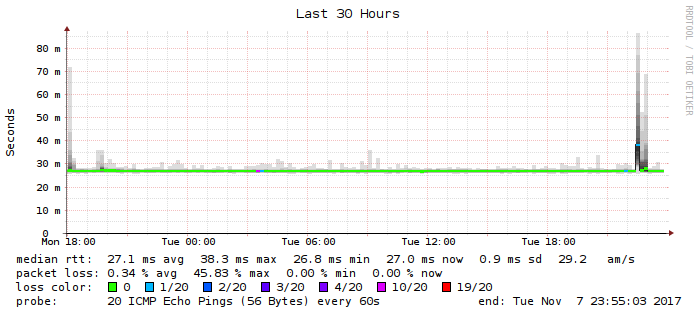 Last 30 Hours
RRDTOOL / TOBI OETIKER
Seconds
80 m
70 m
60 m
50 m
40 m
30 m
20 m
10 m
0
Mon 18:00 Tue 00:00 Tue 06:00 Tue 12:00 Tue 18:00
median rtt: 27.1 ms avg 38.3 ms max 26.8 ms min 27.0 ms now 0.9 ms sd 29.2 am/s
packet loss: 0.34 % avg 45.83 % max 0.00 % min 0.00 % now
loss color: 0 1/20 2/20 3/20 4/20 10/20 19/20
probe: 20 ICMP Echo Pings (56 Bytes) every 60s end: Tue Nov 7 23:55:03 2017